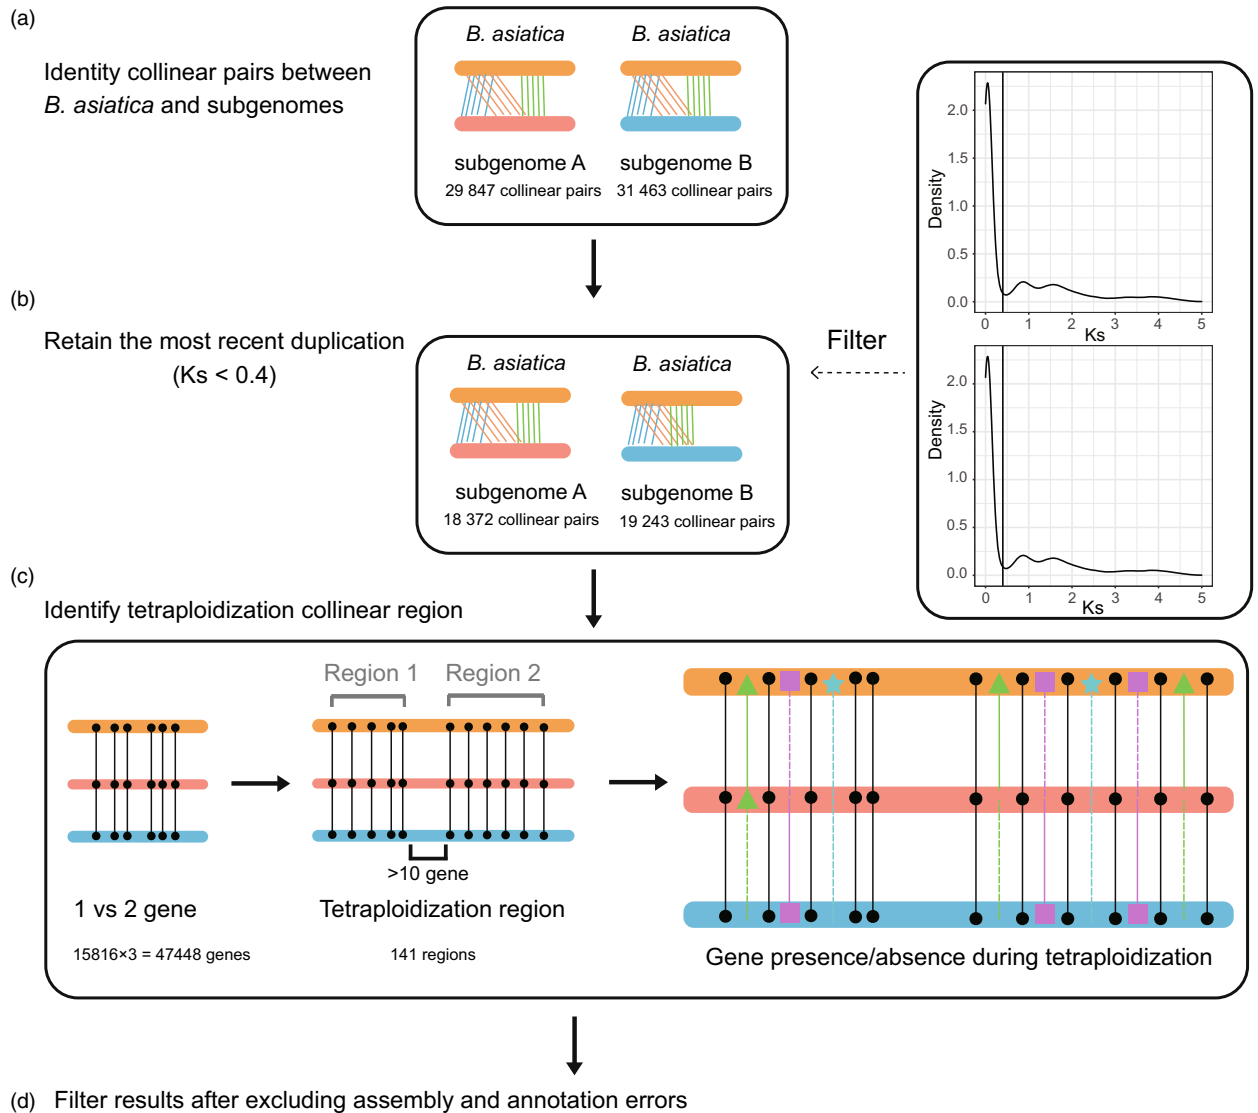 (a)
Identity collinear pairs between
B. asiatica and subgenomes
B. asiatica
B. asiatica
subgenome A
subgenome B
29 847 collinear pairs
31 463 collinear pairs
Density
2.0
1.5
1.0
0.5
0.0
0 1 2 3 4 5
Ks
Density
2.0
1.5
1.0
0.5
0.0
0 1 2 3 4 5
Ks
Filter
(b)
Retain the most recent duplication
(Ks < 0.4)
B. asiatica
B. asiatica
subgenome A
subgenome B
18 372 collinear pairs
19 243 collinear pairs
(c)
Identify tetraploidization collinear region
Region 1
Region 2
>10 gene
1 vs 2 gene
Tetraploidization region
15816×3 = 47448 genes
141 regions
Gene presence/absence during tetraploidization
(d) Filter results after excluding assembly and annotation errors